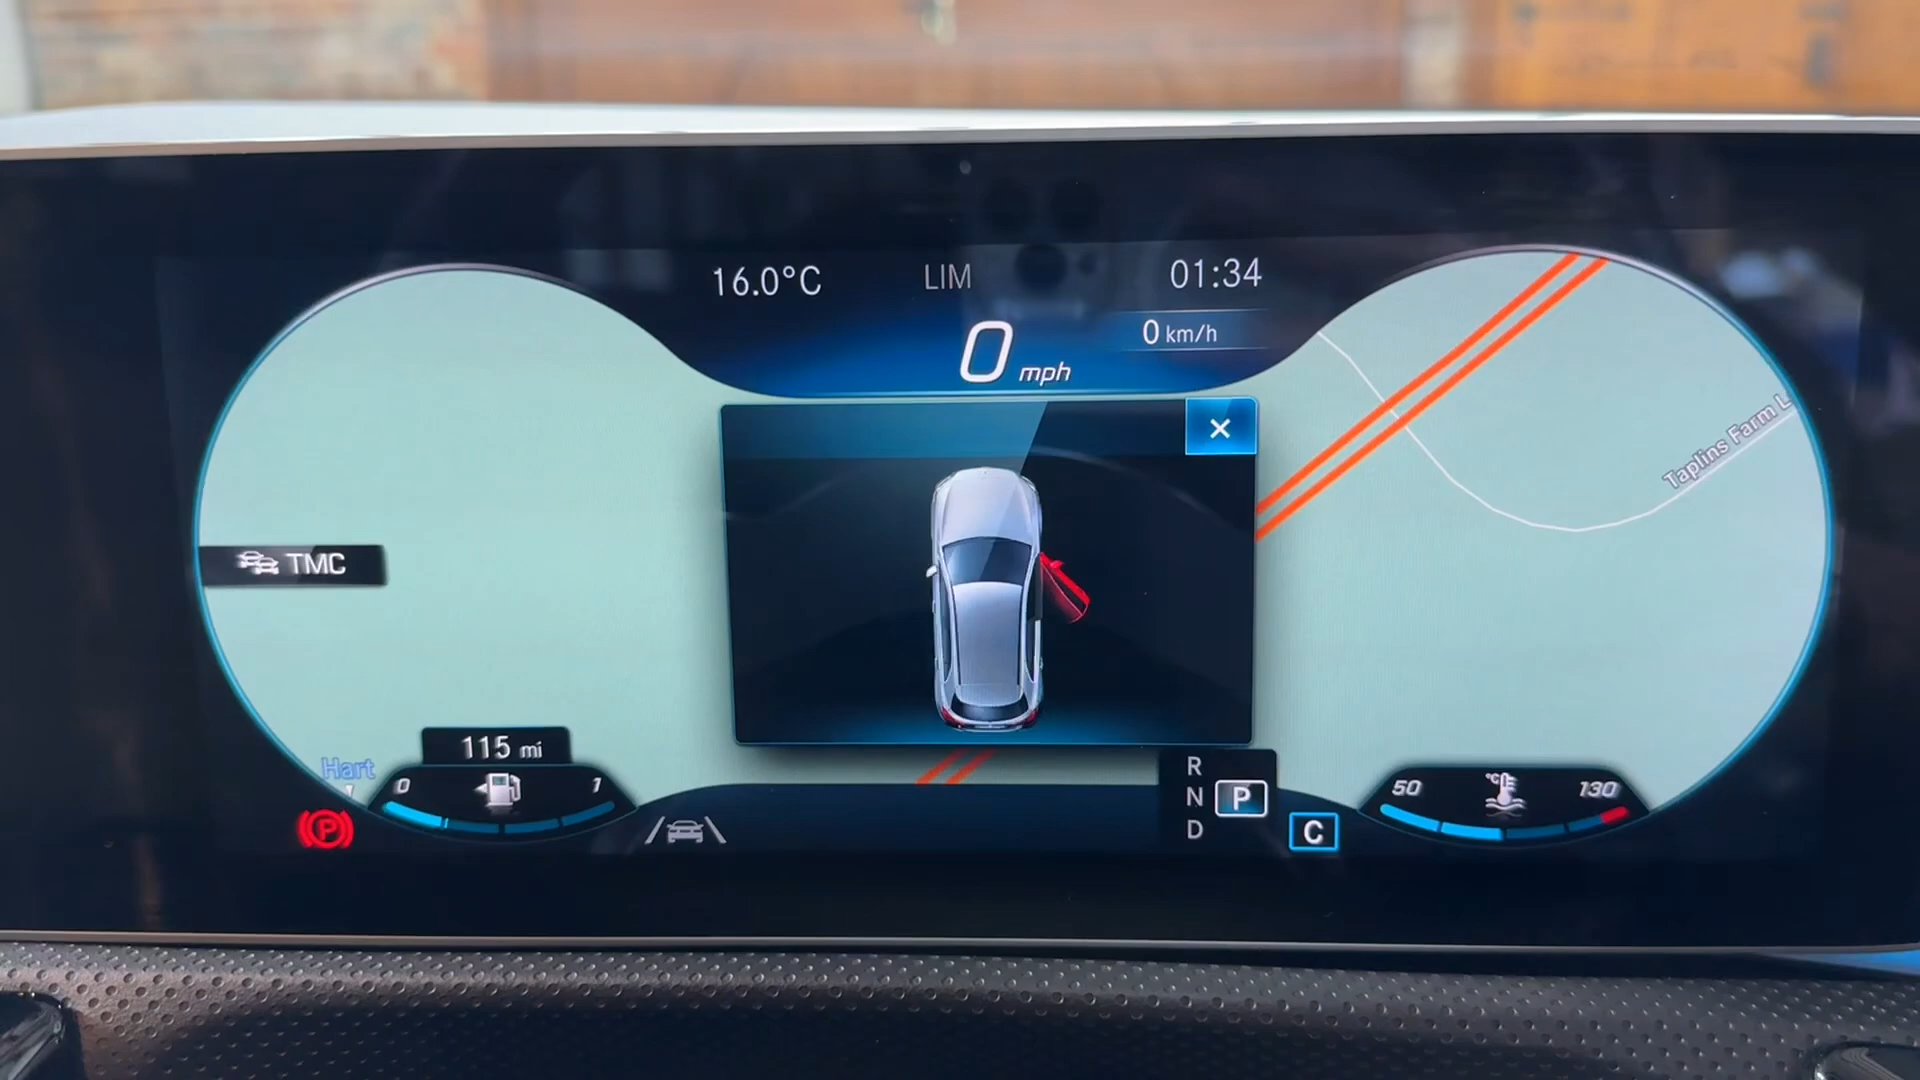 16.0°C LIM 01:34
0 mph 0 km/h
×
Taplins Farm L
TMC
115 mi
Hart
0 1
P
R
N P
D
C
50 °C 130